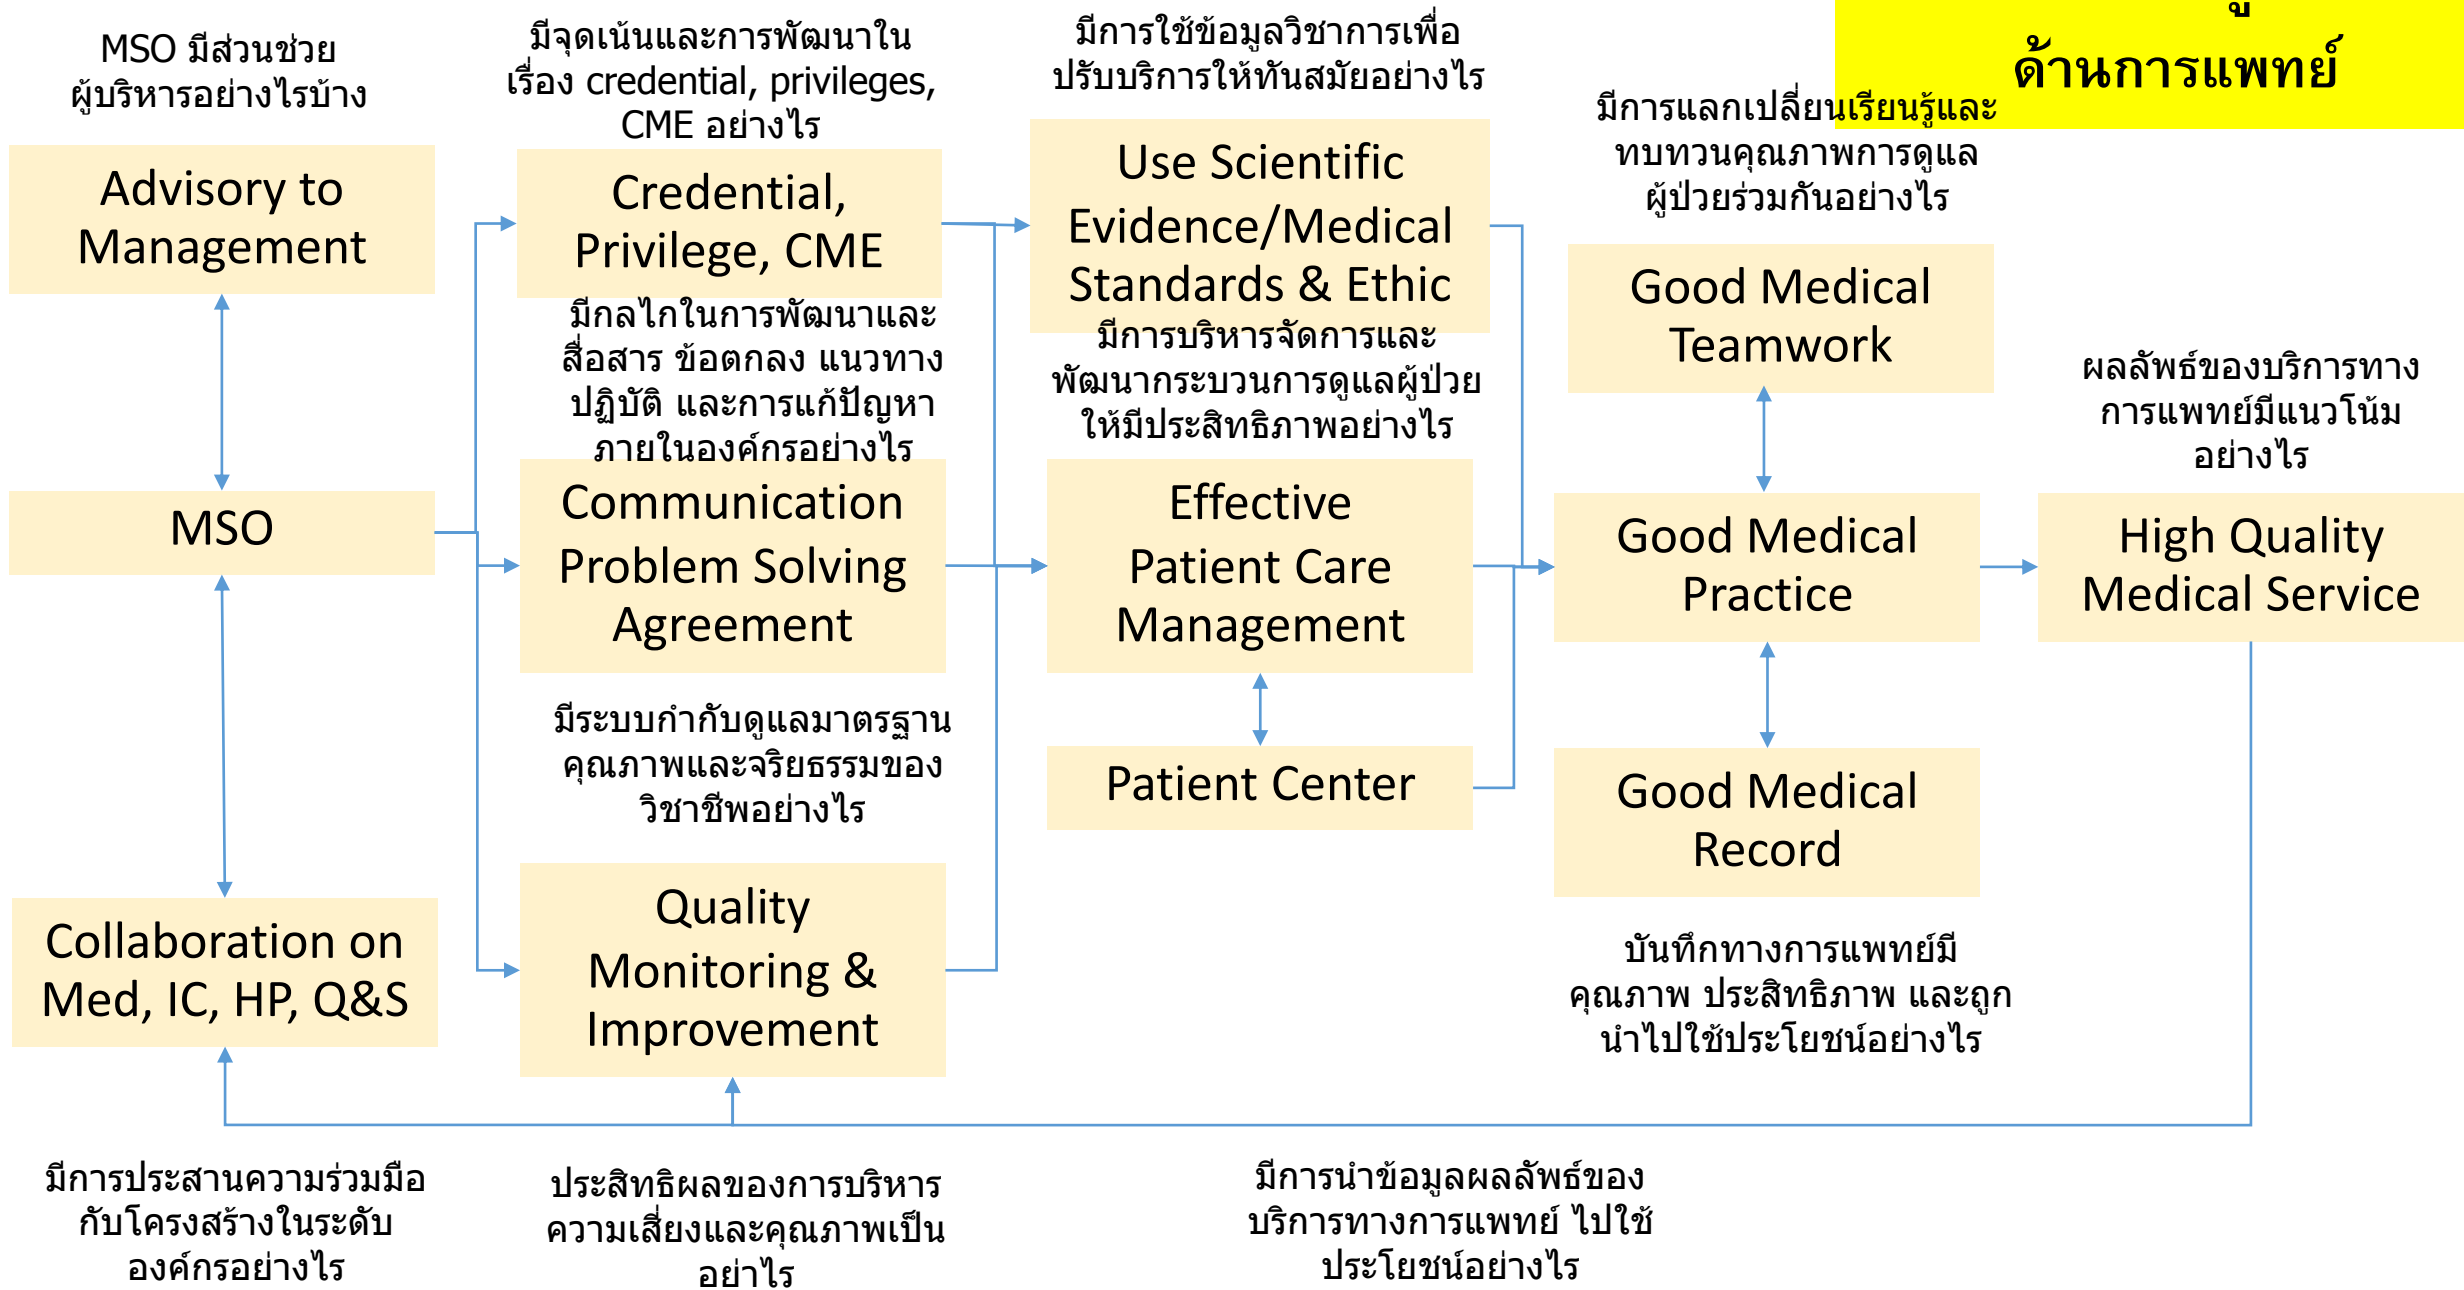 MSO มีส่วนช่วย
ผู้บริหารอย่างไรบ้าง
Advisory to
Management
MSO
Collaboration on
Med, IC, HP, Q&S
มีการประสานความร่วมมือ
กับโครงสร้างในระดับ
องค์กรอย่างไร
มีจุดเน้นและการพัฒนาใน
เรื่อง credential, privileges,
CME อย่างไร
Credential,
Privilege, CME
มีกลไกในการพัฒนาและ
สื่อสาร ข้อตกลง แนวทาง
ปฏิบัติ และการแก้ปัญหา
ภายในองค์กรอย่างไร
Communication
Problem Solving
Agreement
มีระบบกำกับดูแลมาตรฐาน
คุณภาพและจริยธรรมของ
วิชาชีพอย่างไร
Quality
Monitoring &
Improvement
ประสิทธิผลของการบริหาร
ความเสี่ยงและคุณภาพเป็น
อย่าไร
มีการใช้ข้อมูลวิชาการเพื่อ
ปรับบริการให้ทันสมัยอย่างไร
Use Scientific
Evidence/Medical
Standards & Ethic
มีการบริหารจัดการและ
พัฒนากระบวนการดูแลผู้ป่วย
ให้มีประสิทธิภาพอย่างไร
Effective
Patient Care
Management
Patient Center
มีการนำข้อมูลผลลัพธ์ของ
บริการทางการแพทย์ ไปใช้
ประโยชน์อย่างไร
ด้านการแพทย์
มีการแลกเปลี่ยนเรียนรู้และ
ทบทวนคุณภาพการดูแล
ผู้ป่วยร่วมกันอย่างไร
Good Medical
Teamwork
Good Medical
Practice
Good Medical
Record
บันทึกทางการแพทย์มี
คุณภาพ ประสิทธิภาพ และถูก
นำไปใช้ประโยชน์อย่างไร
ผลลัพธ์ของบริการทาง
การแพทย์มีแนวโน้ม
อย่างไร
High Quality
Medical Service